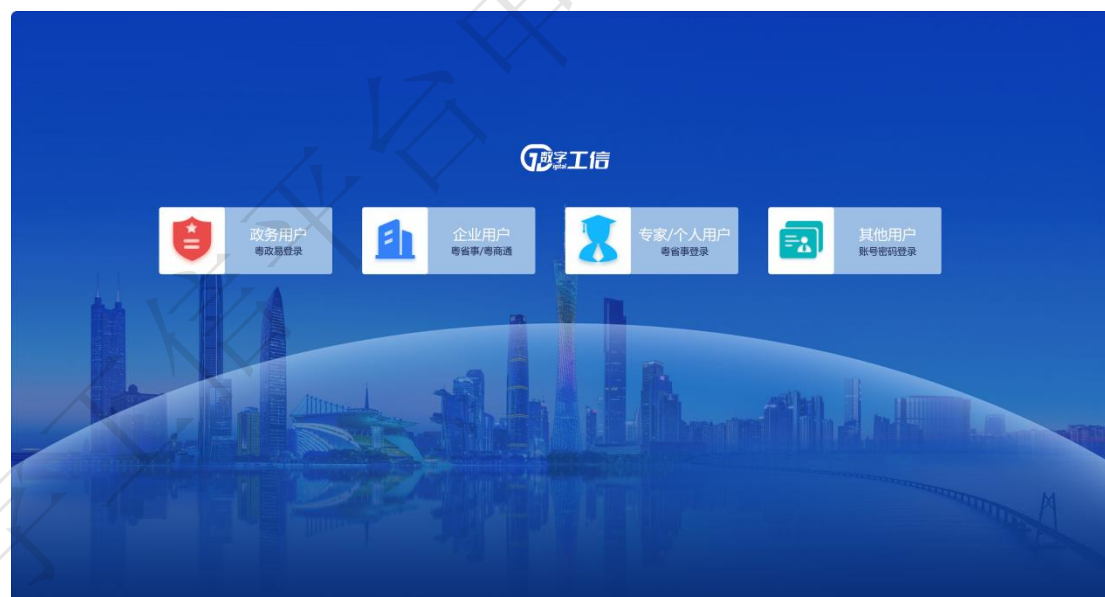 数字工信
Digital
政务用户
粤政易登录
企业用户
粤省事/粤商通
专家/个人用户
粤省事登录
其他用户
账号密码登录